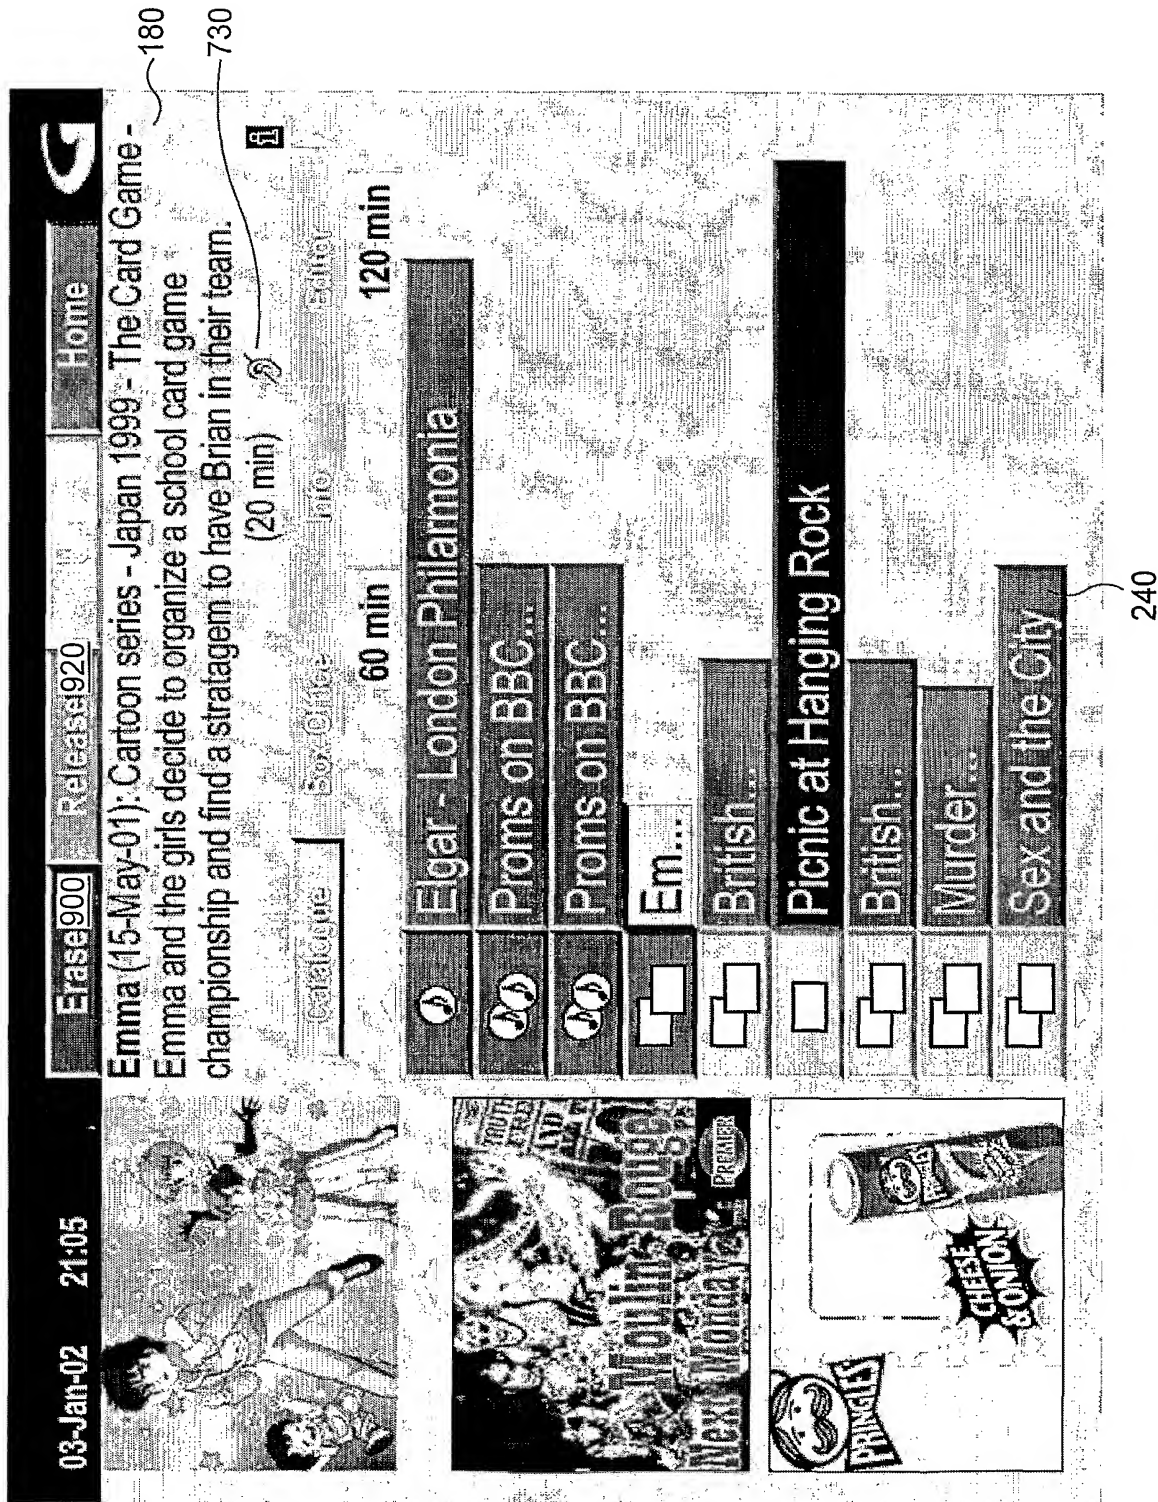 03-Jan-02 21:05
Erase900
Release920
Home
Emma (15-May-01): Cartoon series - Japan 1999 - The Card Game -
Emma and the girls decide to organize a school card game
championship and find a stratagem to have Brian in their team.
(20 min)
i
180
730
Catalogue
Box Office
Info
Editor
60 min
120 min
Elgar - London Philarmonia
Proms on BBC...
Proms on BBC...
Em...
British...
Picnic at Hanging Rock
British...
Murder...
Sex and the City
240
TRUTH
Moulin Rouge!
Next Monday
PREMIER
PRINGLES
CHEESE
& ONION
PRINGLES